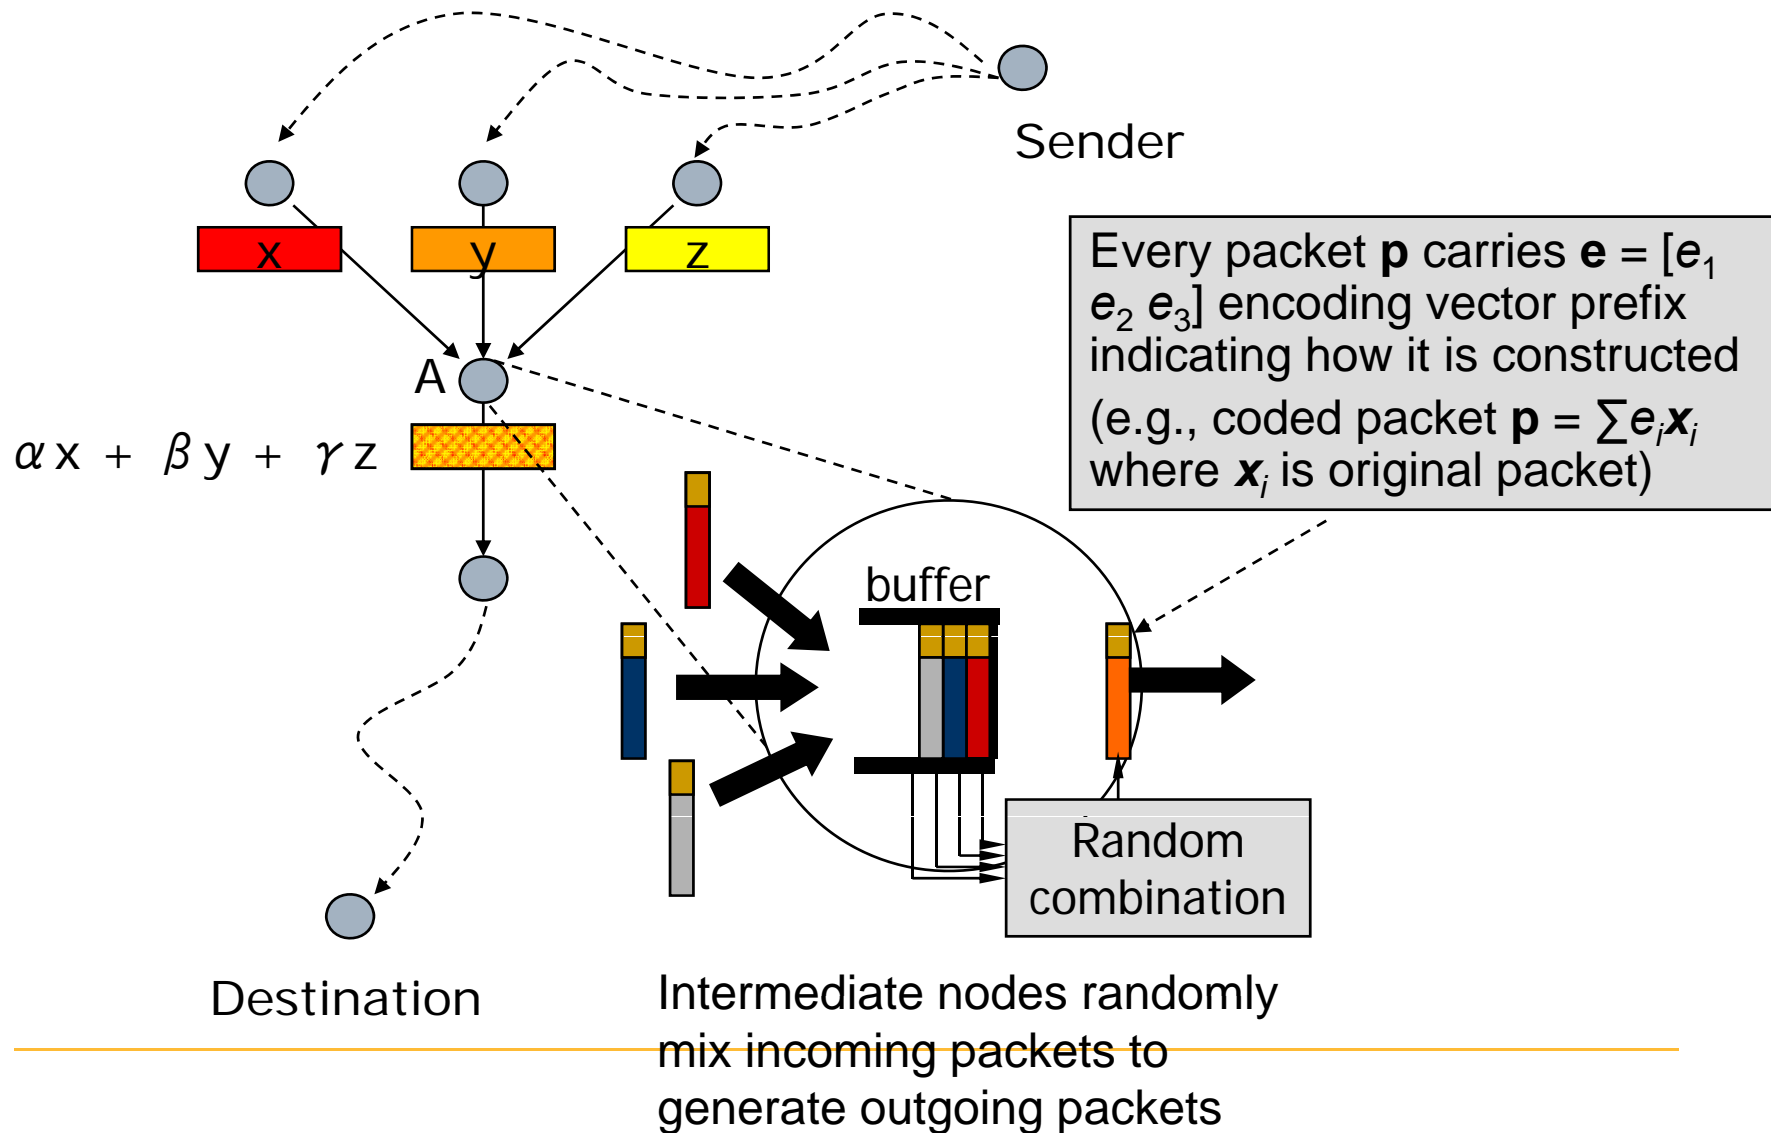 Sender
x
y
z
Every packet p carries e = [e1
e2 e3] encoding vector prefix
indicating how it is constructed
(e.g., coded packet p = ∑eixi
where xi is original packet)
A
αx + βy + γz
buffer
Random
combination
Destination
Intermediate nodes randomly
mix incoming packets to
generate outgoing packets